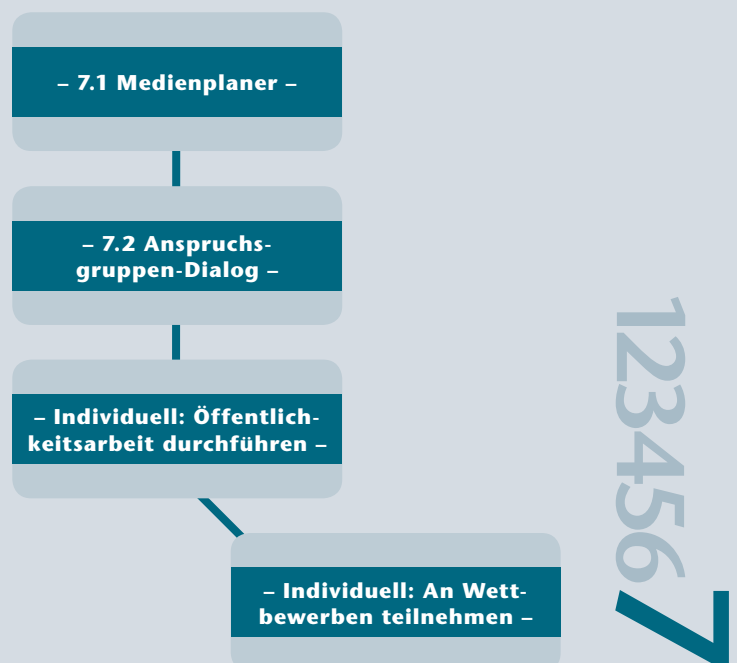 – 7.1 Medienplaner –
– 7.2 Anspruchs-
gruppen-Dialog –
– Individuell: Öffentlich-
keitsarbeit durchführen –
– Individuell: An Wett-
bewerben teilnehmen –
1234567